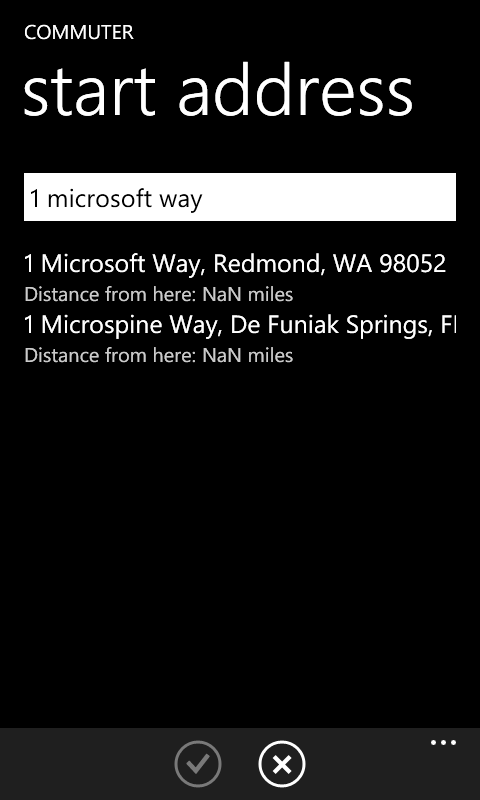 COMMUTER
start address
1 microsoft way
1 Microsoft Way, Redmond, WA 98052
Distance from here: NaN miles
1 Microspine Way, De Funiak Springs, Fl
Distance from here: NaN miles